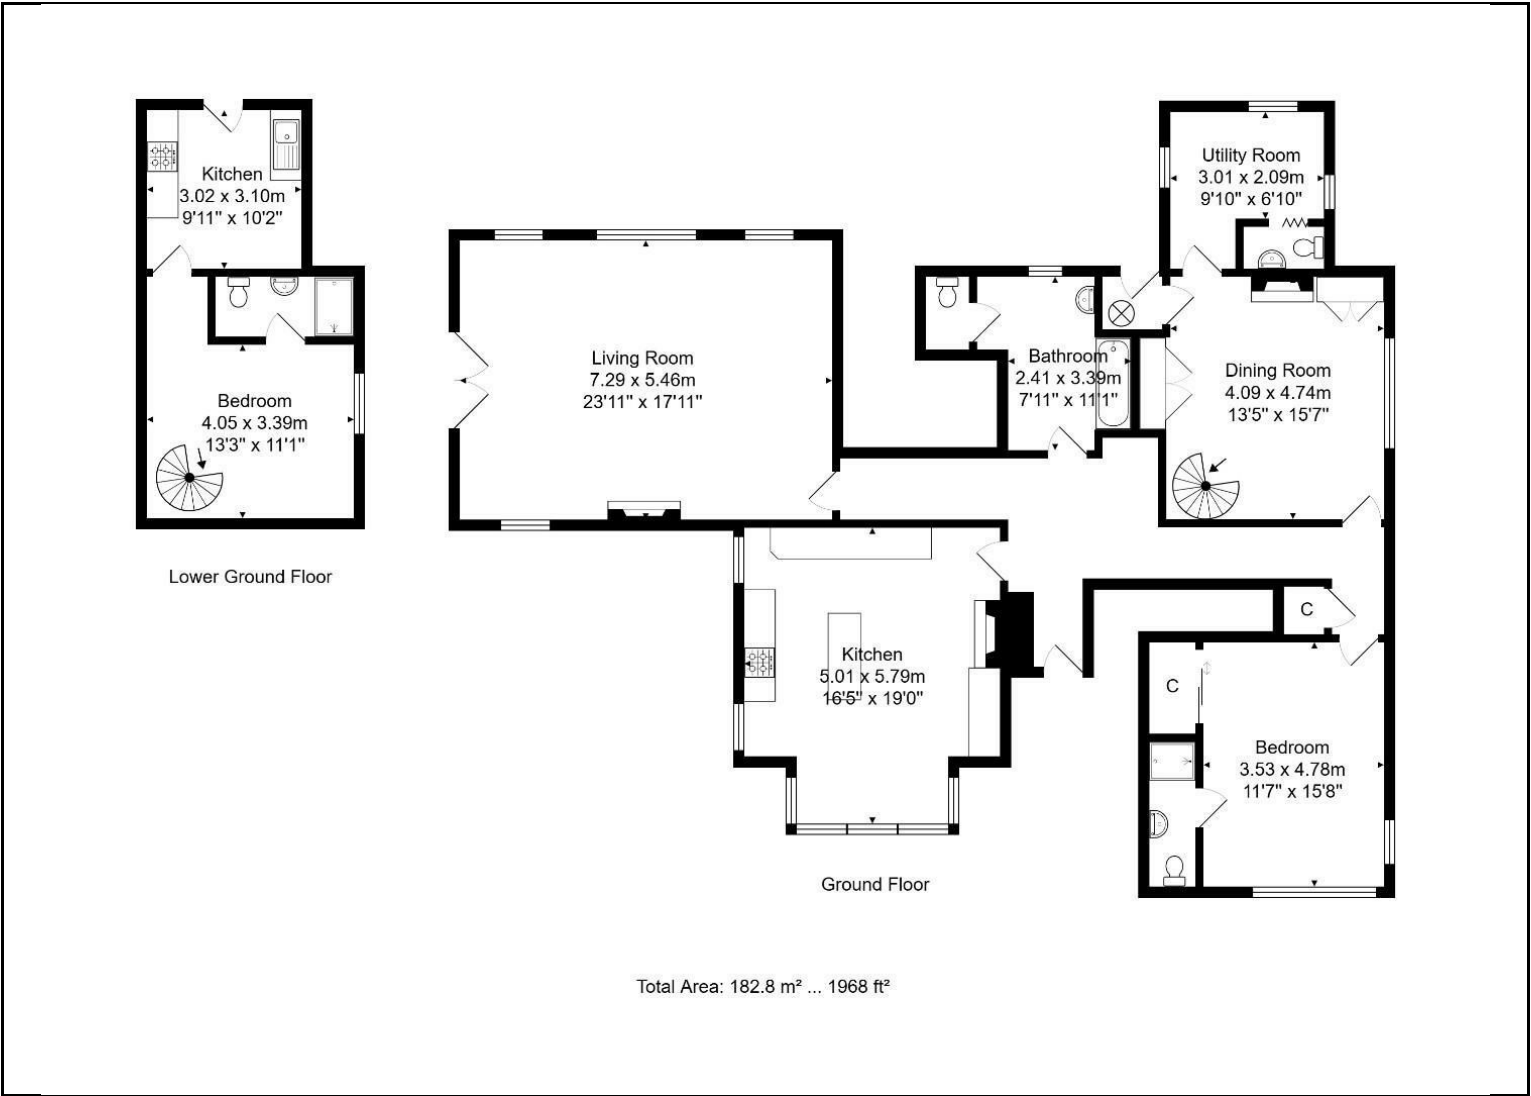 Kitchen
3.02 x 3.10m
9'11" x 10'2"
Bedroom
4.05 x 3.39m
13'3" x 11'1"
Lower Ground Floor
Living Room
7.29 x 5.46m
23'11" x 17'11"
Bathroom
2.41 x 3.39m
7'11" x 11'1"
Utility Room
3.01 x 2.09m
9'10" x 6'10"
Dining Room
4.09 x 4.74m
13'5" x 15'7"
Kitchen
5.01 x 5.79m
16'5" x 19'0"
C
C
Bedroom
3.53 x 4.78m
11'7" x 15'8"
Ground Floor
Total Area: 182.8 m² ... 1968 ft²